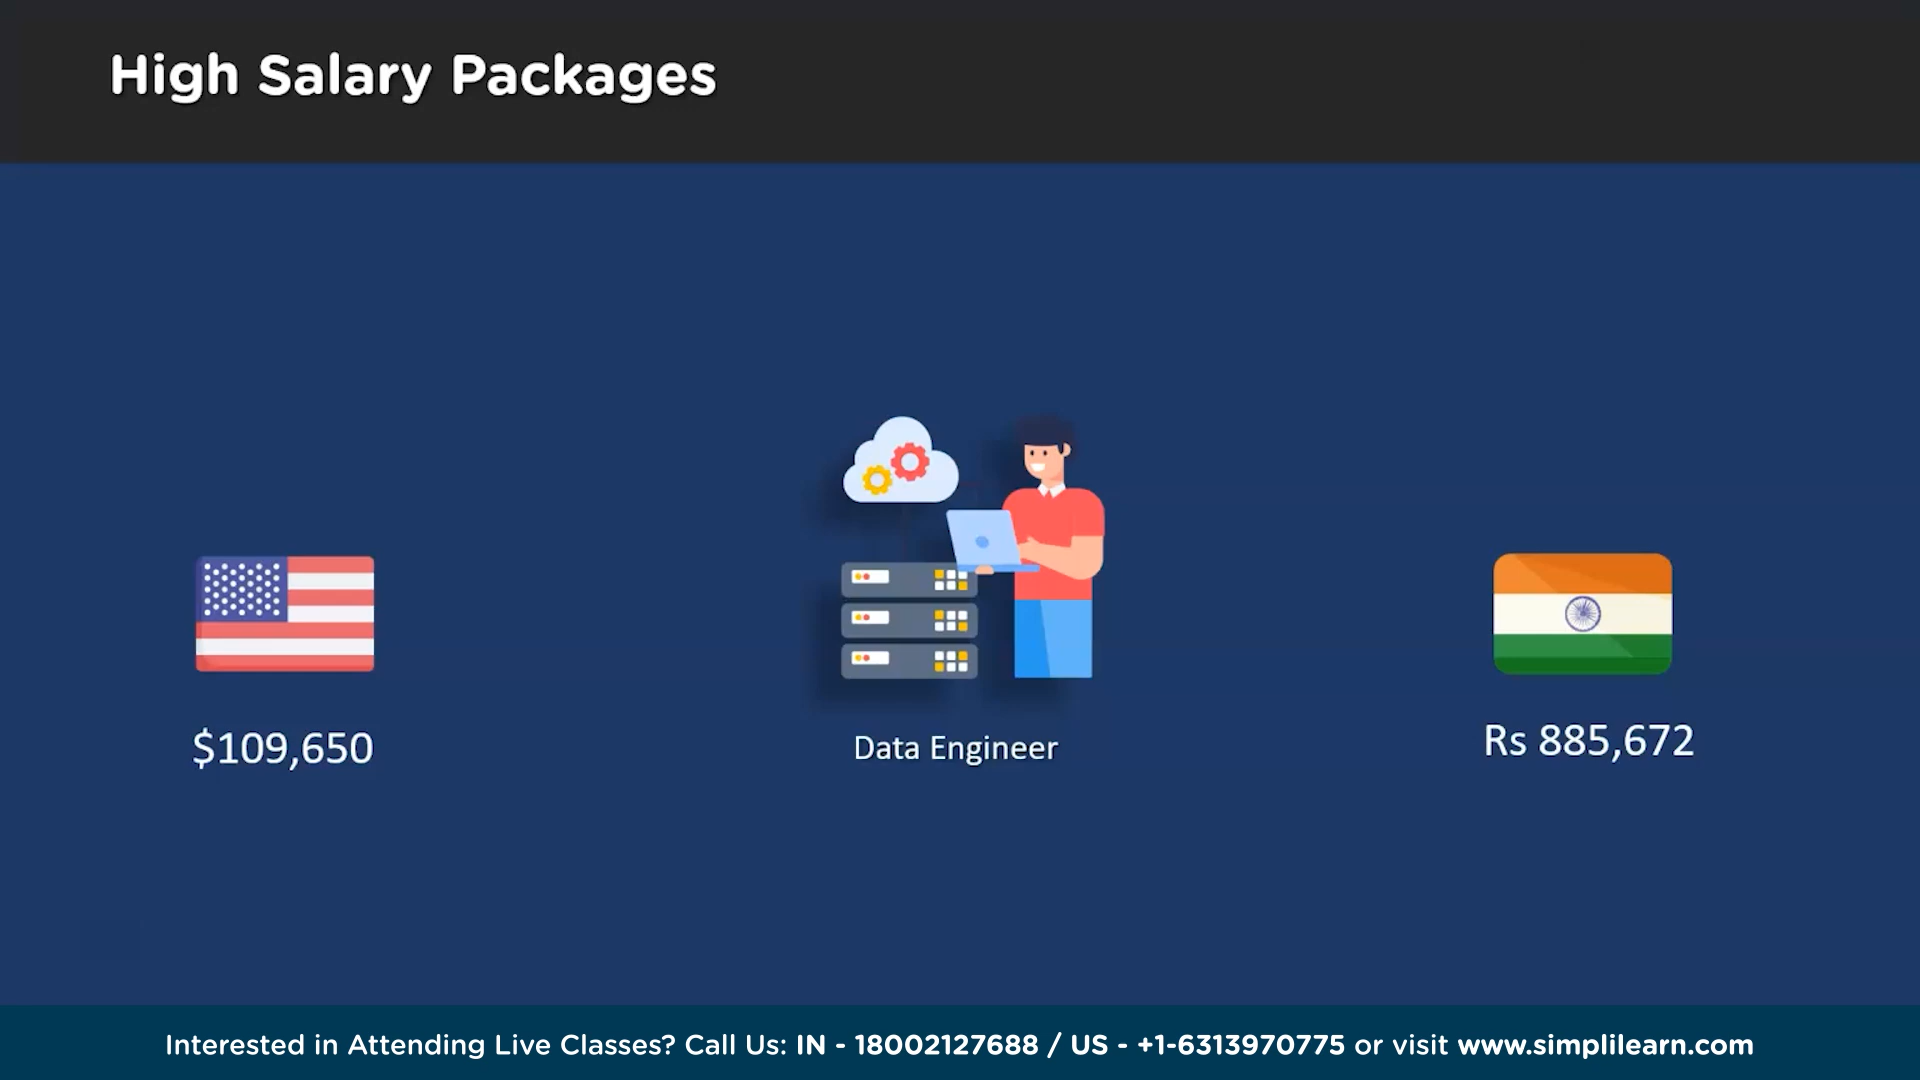 High Salary Packages
$109,650
Data Engineer
Rs 885,672
Interested in Attending Live Classes? Call Us: IN - 18002127688 / US - +1-6313970775 or visit www.simplilearn.com